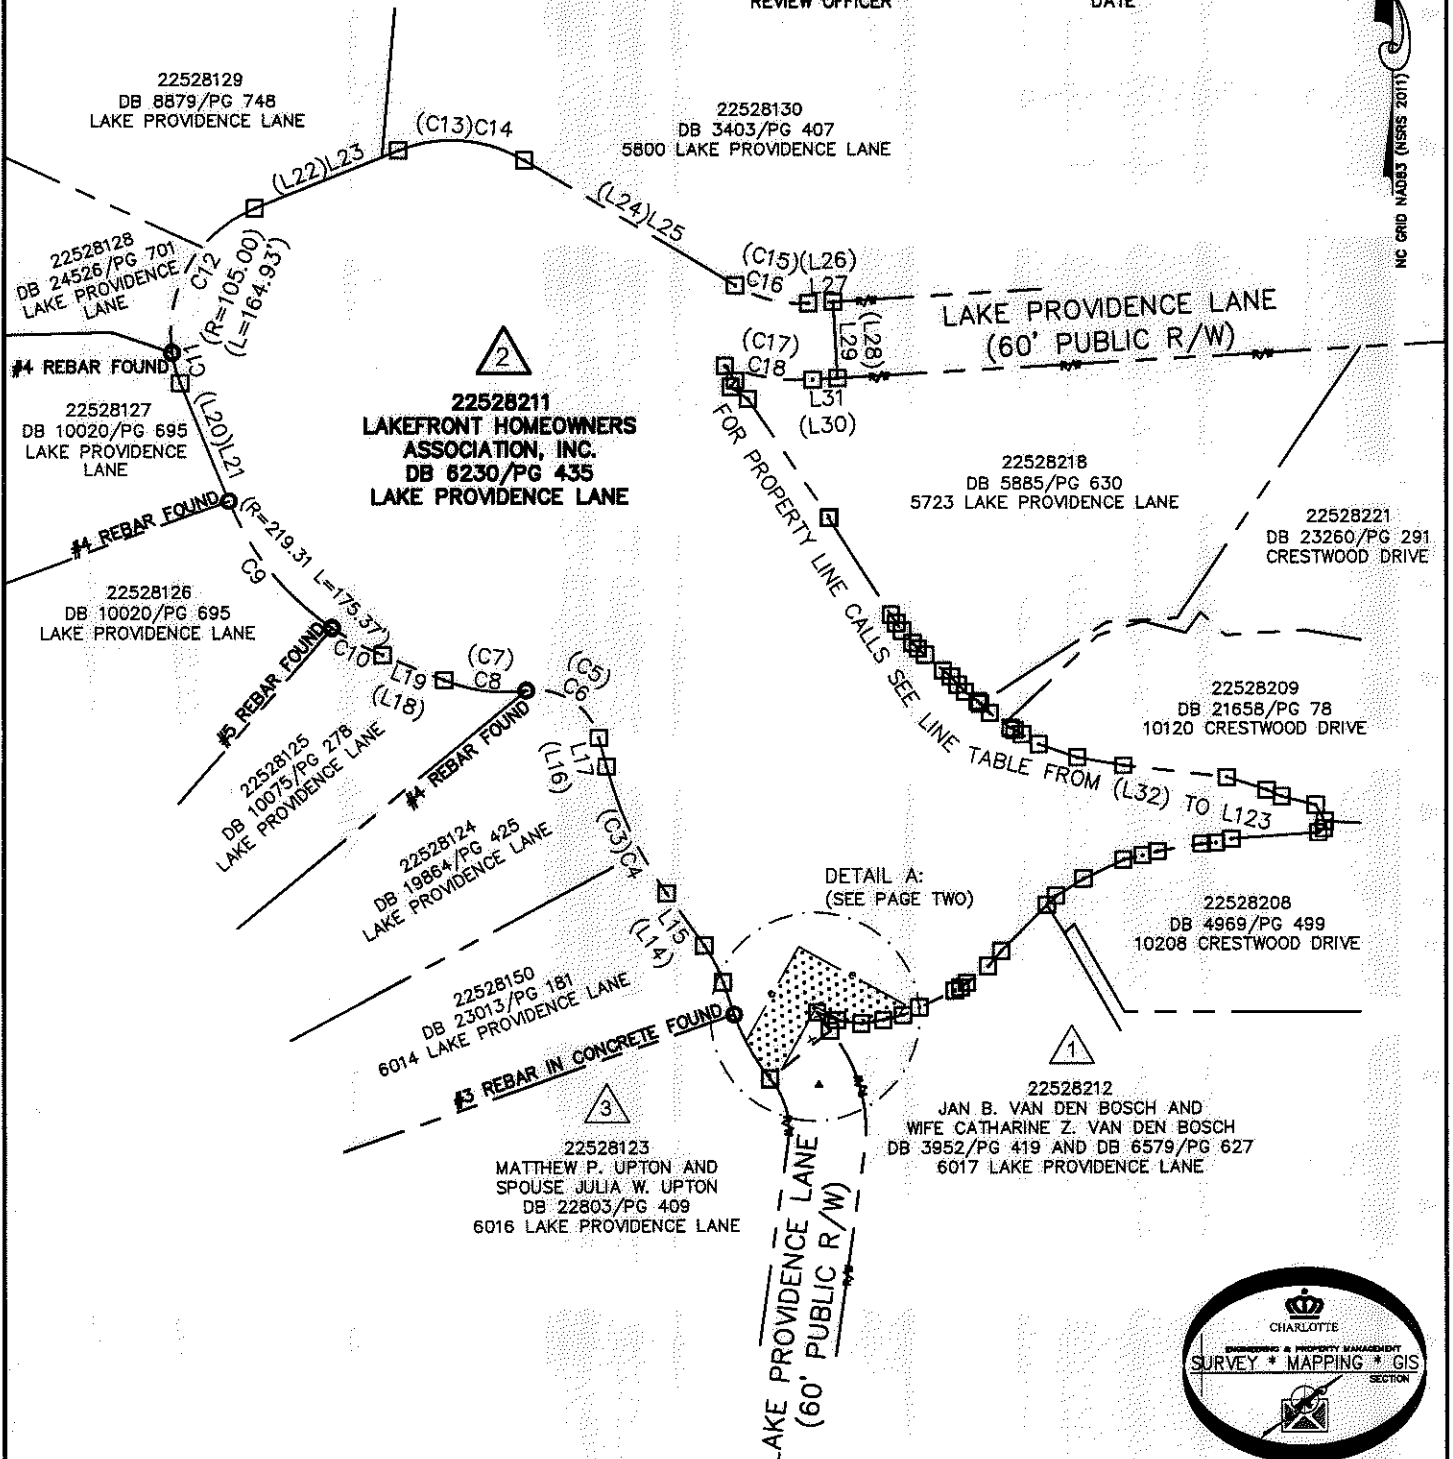 REVIEW OFFICER
DATE
NC GRID NAD83 (NSRS 2011)
22528129
DB 8879/PG 748
LAKE PROVIDENCE LANE
(C13)C14
22528130
DB 3403/PG 407
5800 LAKE PROVIDENCE LANE
(L22)L23
(L24)L25
22528128
DB 24526/PG 701
LAKE PROVIDENCE
LANE
C12
(R=105.00)
(L=164.93')
(C15)(L26)
C16
L27
LAKE PROVIDENCE LANE
(60' PUBLIC R/W)
R/W
R/W
R/W
R/W
L29
(L28)
(C17)
C18
L31
(L30)
#4 REBAR FOUND
C11
2
22528211
LAKEFRONT HOMEOWNERS
ASSOCIATION, INC.
DB 6230/PG 435
LAKE PROVIDENCE LANE
22528127
DB 10020/PG 695
LAKE PROVIDENCE
LANE
(L20)L21
FOR PROPERTY LINE CALLS SEE LINE TABLE FROM (L32) TO L123
22528218
DB 5885/PG 630
5723 LAKE PROVIDENCE LANE
22528221
DB 23260/PG 291
CRESTWOOD DRIVE
#4 REBAR FOUND
(R=219.31 L=175.37')
C9
22528126
DB 10020/PG 695
LAKE PROVIDENCE LANE
#5 REBAR FOUND
C10
L19
(L18)
(C7)
C8
(C5)
C6
22528209
DB 21658/PG 78
10120 CRESTWOOD DRIVE
22528125
DB 10075/PG 278
LAKE PROVIDENCE LANE
#4 REBAR FOUND
L17
(L16)
22528124
DB 19864/PG 425
LAKE PROVIDENCE LANE
(C3)C4
DETAIL A:
(SEE PAGE TWO)
22528208
DB 4969/PG 499
10208 CRESTWOOD DRIVE
L15
(L14)
22528150
DB 23013/PG 181
6014 LAKE PROVIDENCE LANE
#3 REBAR IN CONCRETE FOUND
1
22528212
JAN B. VAN DEN BOSCH AND
WIFE CATHARINE Z. VAN DEN BOSCH
DB 3952/PG 419 AND DB 6579/PG 627
6017 LAKE PROVIDENCE LANE
3
22528123
MATTHEW P. UPTON AND
SPOUSE JULIA W. UPTON
DB 22803/PG 409
6016 LAKE PROVIDENCE LANE
R/W
R/W
R/W
LAKE PROVIDENCE LANE
(60' PUBLIC R/W)
CHARLOTTE
ENGINEERING & PROPERTY MANAGEMENT
SURVEY * MAPPING * GIS
SECTION